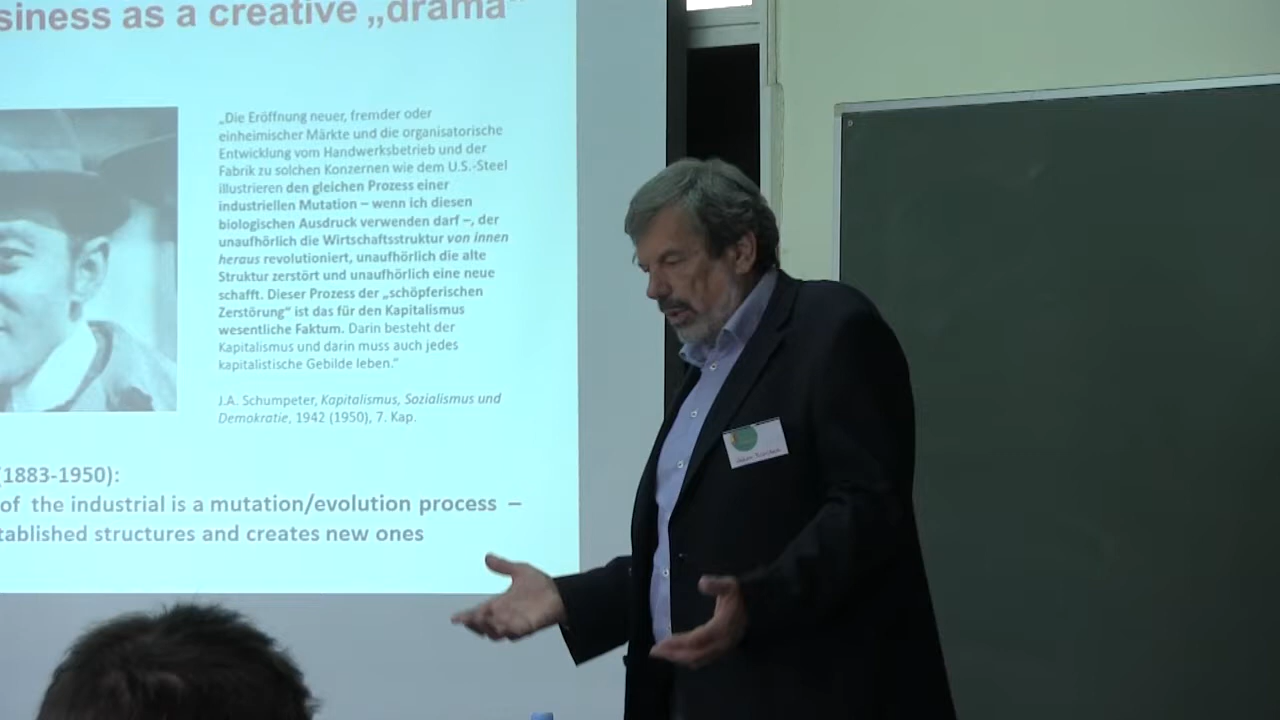 siness as a creative „drama“
„Die Eröffnung neuer, fremder oder
einheimischer Märkte und die organisatorische
Entwicklung vom Handwerksbetrieb und der
Fabrik zu solchen Konzernen wie dem U.S.-Steel
illustrieren den gleichen Prozess einer
industriellen Mutation – wenn ich diesen
biologischen Ausdruck verwenden darf –, der
unaufhörlich die Wirtschaftsstruktur von innen
heraus revolutioniert, unaufhörlich die alte
Struktur zerstört und unaufhörlich eine neue
schafft. Dieser Prozess der „schöpferischen
Zerstörung“ ist das für den Kapitalismus
wesentliche Faktum. Darin besteht der
Kapitalismus und darin muss auch jedes
kapitalistische Gebilde leben.“
J.A. Schumpeter, Kapitalismus, Sozialismus und
Demokratie, 1942 (1950), 7. Kap.
(1883-1950):
of the industrial is a mutation/evolution process –
tablished structures and creates new ones